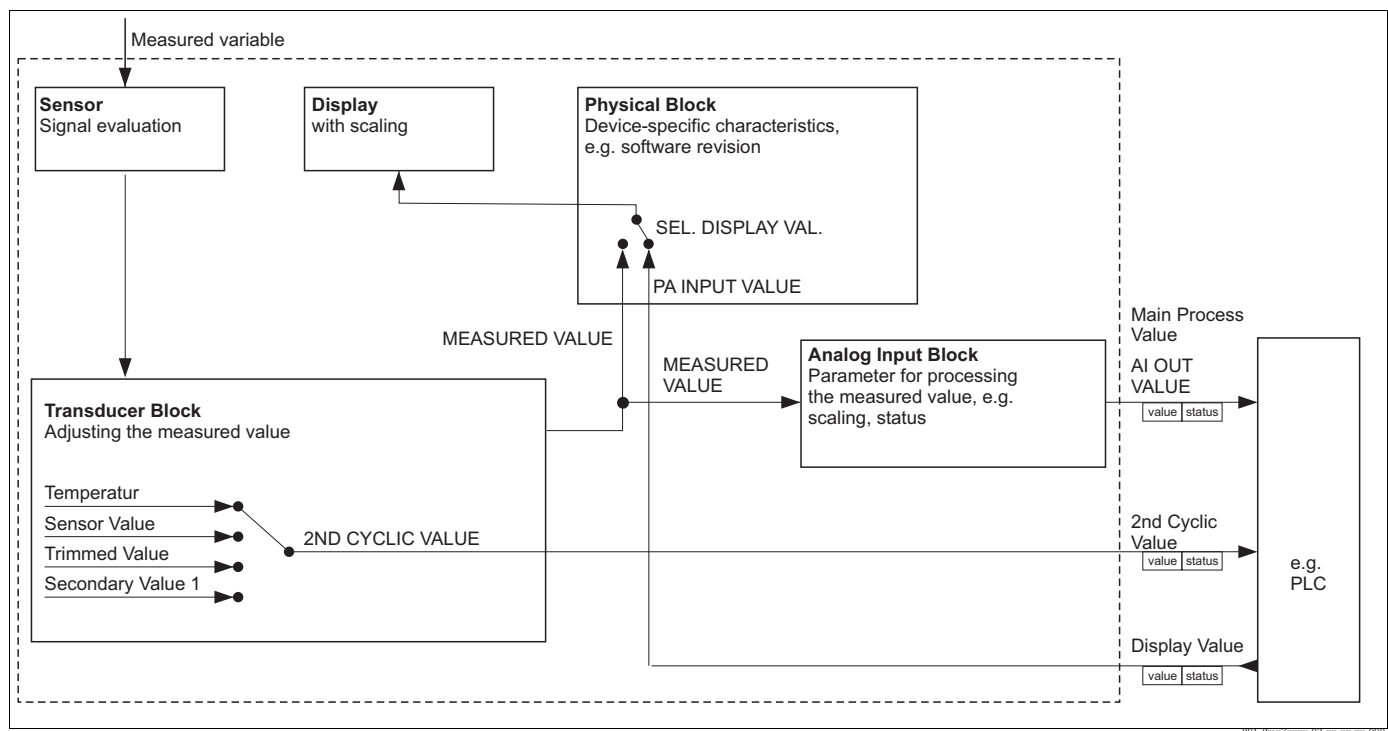 Measured variable
Sensor
Signal evaluation
Display
with scaling
Physical Block
Device-specific characteristics,
e.g. software revision
SEL. DISPLAY VAL.
PA INPUT VALUE
MEASURED VALUE
MEASURED
VALUE
Analog Input Block
Parameter for processing
the measured value, e.g.
scaling, status
Main Process
Value
AI OUT
VALUE
value status
Transducer Block
Adjusting the measured value
Temperatur
Sensor Value
Trimmed Value
Secondary Value 1
2ND CYCLIC VALUE
2nd Cyclic
Value
value status
e.g.
PLC
Display Value
value status